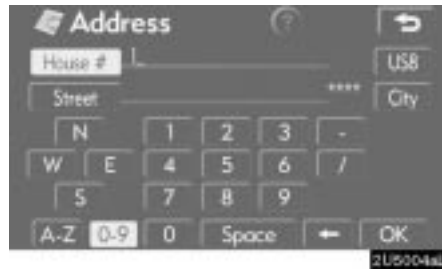 Address ?
House # US8
Street **** City
N 1 2 3 -
W E 4 5 6 /
S 7 8 9
A-Z 0-9 0 Space ← OK